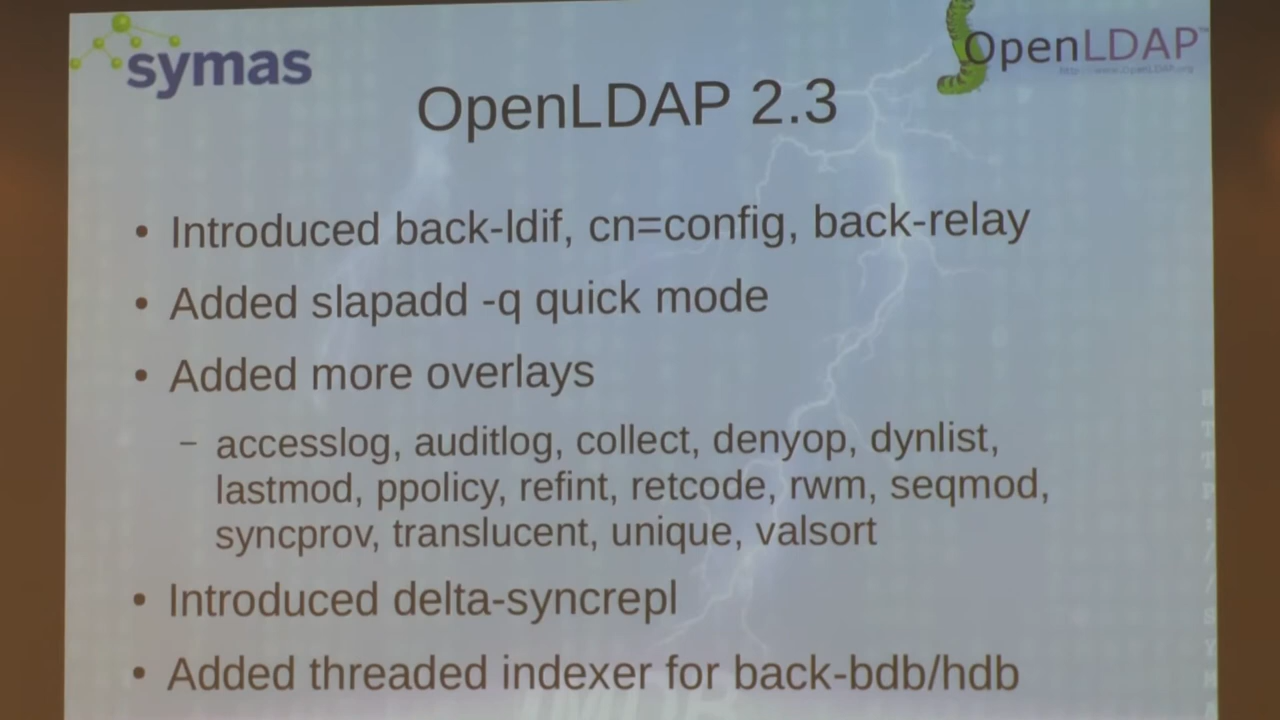 symas
OpenLDAP
OpenLDAP 2.3
• Introduced back-ldif, cn=config, back-relay
• Added slapadd -q quick mode
• Added more overlays
– accesslog, auditlog, collect, denyop, dynlist,
lastmod, ppolicy, refint, retcode, rwm, seqmod,
syncprov, translucent, unique, valsort
• Introduced delta-syncrepl
• Added threaded indexer for back-bdb/hdb